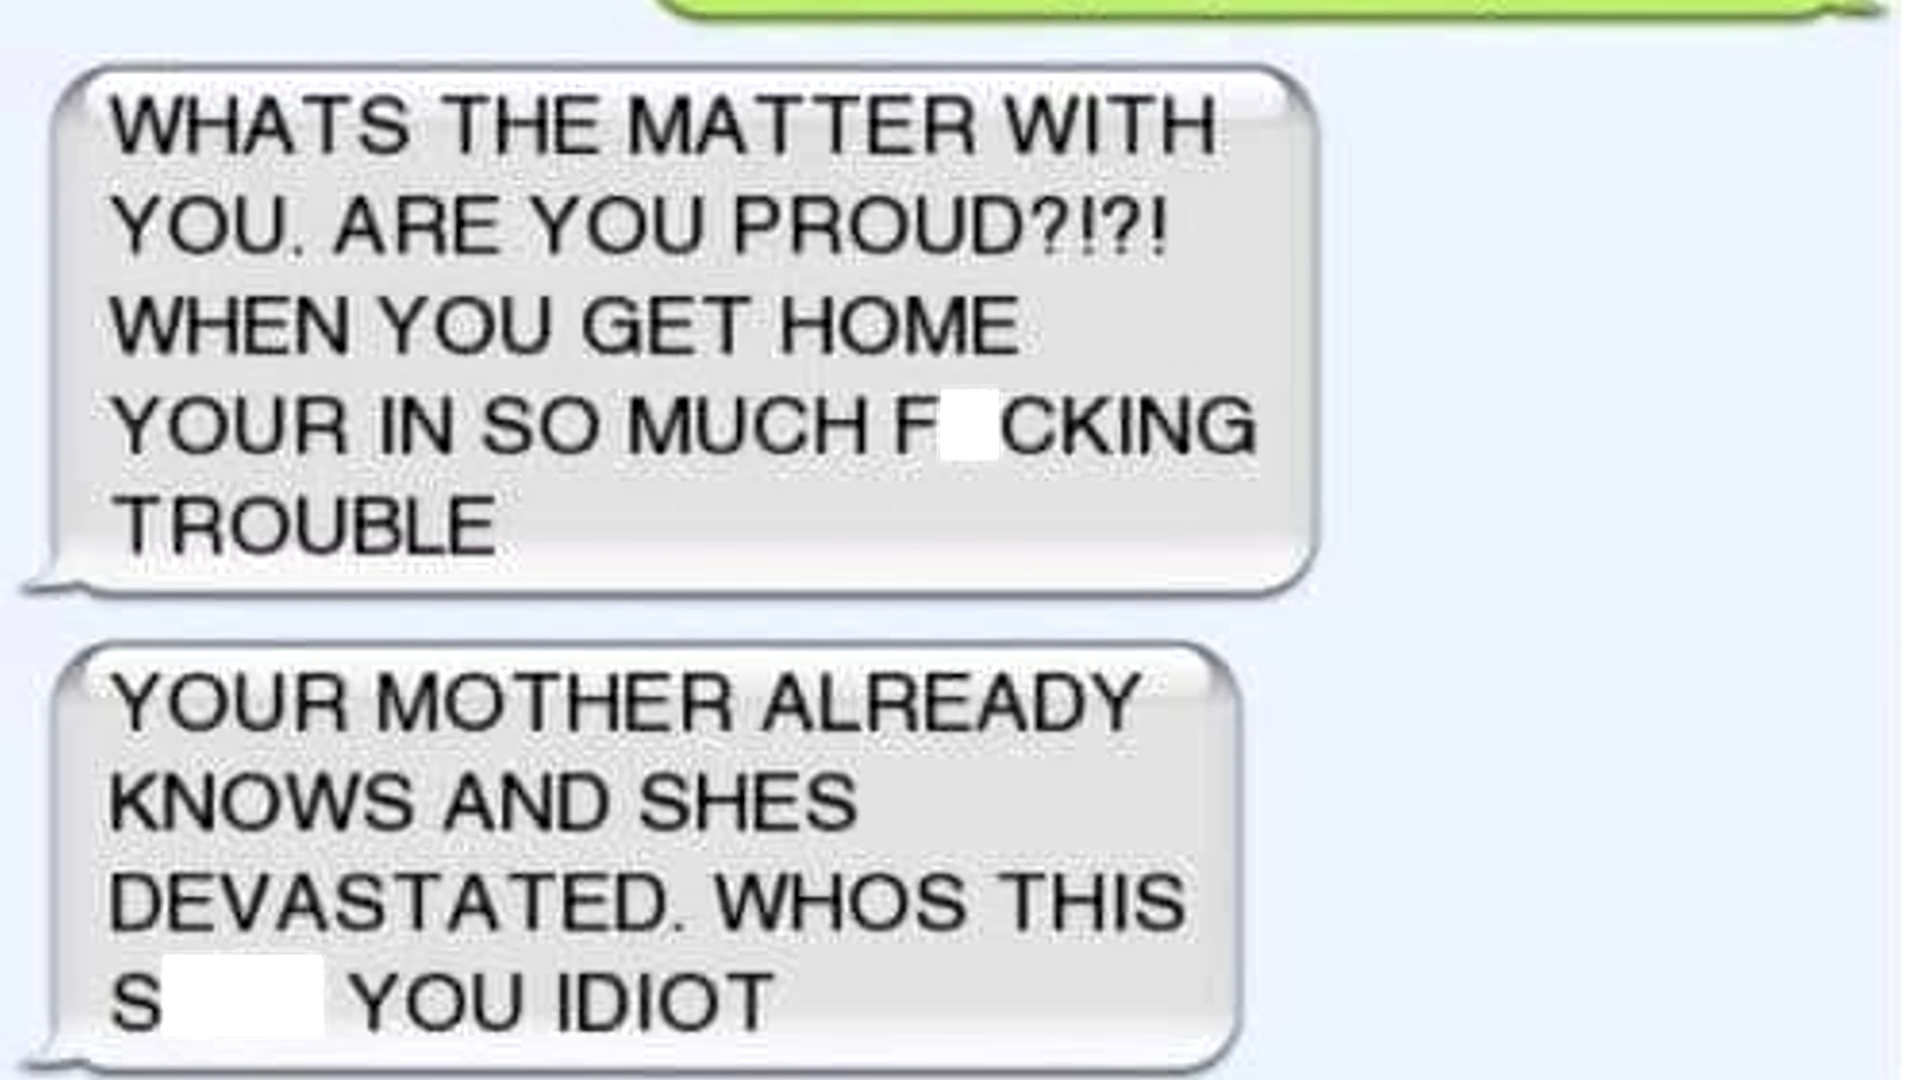 WHATS THE MATTER WITH
YOU. ARE YOU PROUD?!?!
WHEN YOU GET HOME
YOUR IN SO MUCH F CKING
TROUBLE
YOUR MOTHER ALREADY
KNOWS AND SHES
DEVASTATED. WHOS THIS
S YOU IDIOT